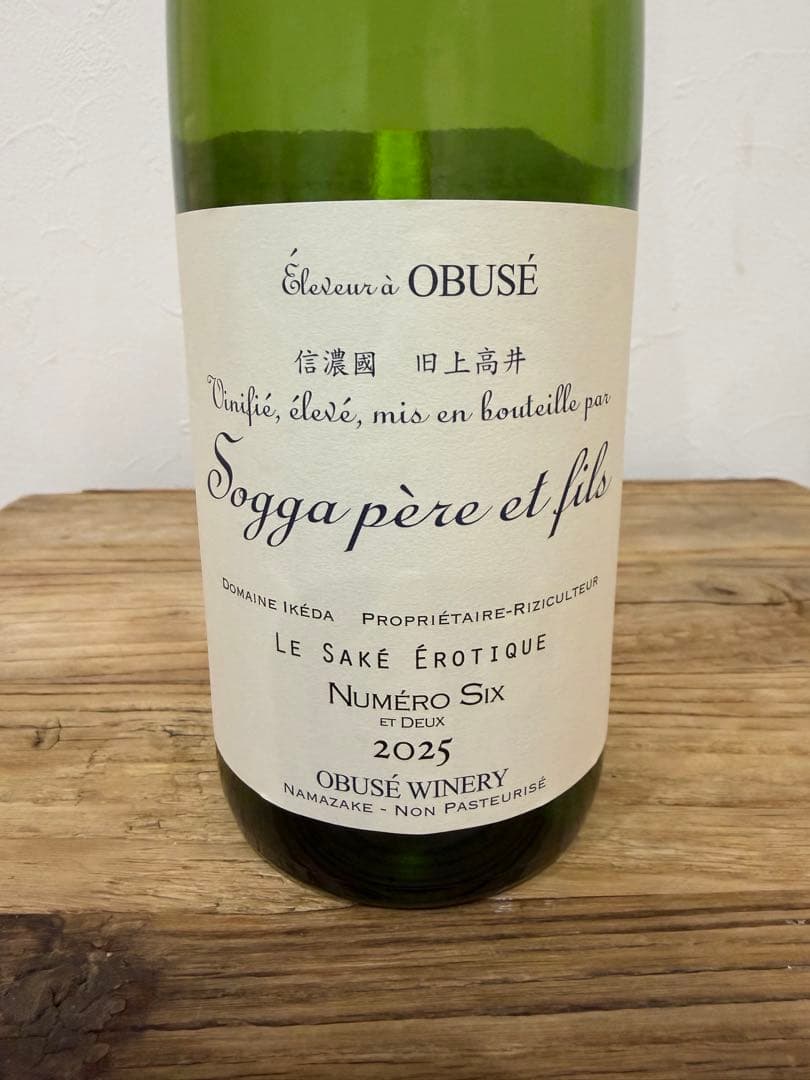 Éleveur à OBUSÉ
信濃國 旧上高井
Vinifié, élevé, mis en bouteille par
Sogga père et fils
Domaine Ikéda Propriétaire-Riziculteur
Le Saké Érotique
Numéro Six
et Deux
2025
OBUSÉ WINERY
Namazake - Non Pasteurisé